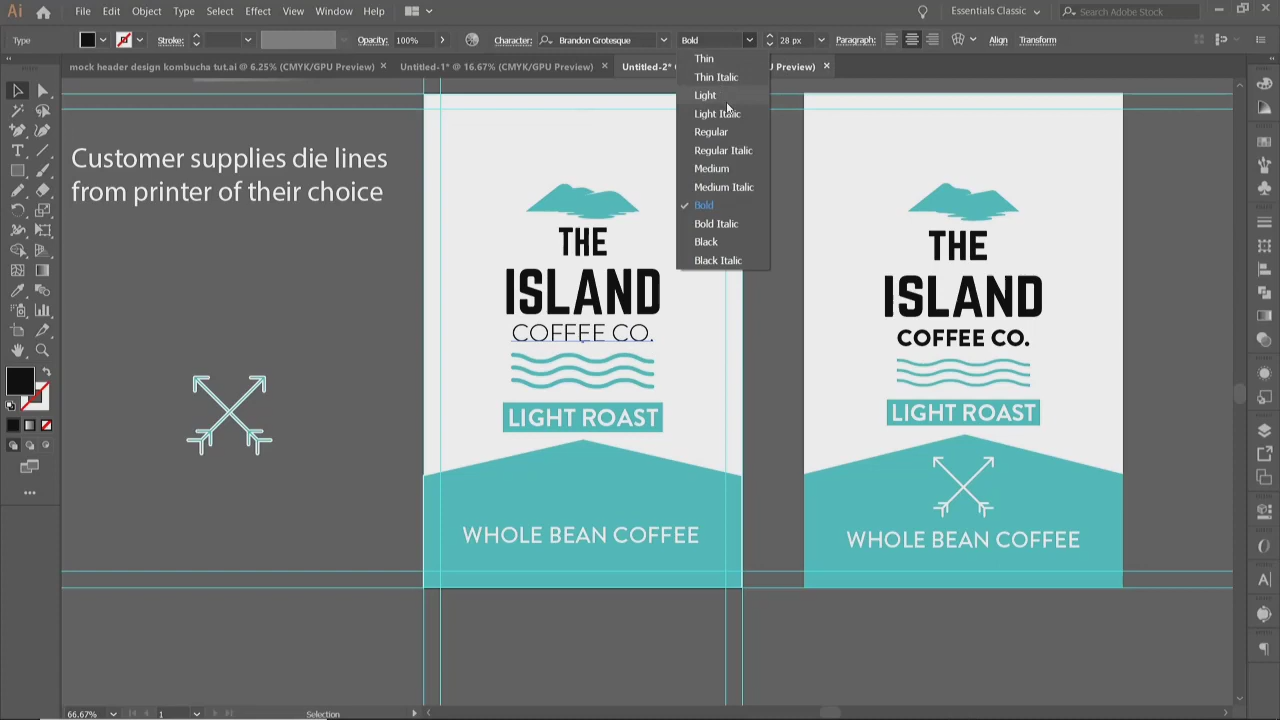 Ai File Edit Object Type Select Effect View Window Help Essentials Classic Search Adobe Stock
Type Stroke: Opacity: 100% Character: Brandon Grotesque Bold 28 px Paragraph: Align Transform
mock header design kombucha tut.ai @ 6.25% (CMYK/GPU Preview) × Untitled-1* @ 16.67% (CMYK/GPU Preview) × Untitled-2* Preview) ×
Thin
Thin Italic
Light
Light Italic
Regular
Regular Italic
Medium
Medium Italic
Bold
Bold Italic
Black
Black Italic
Customer supplies die lines
from printer of their choice
THE
ISLAND
COFFEE CO.
LIGHT ROAST
WHOLE BEAN COFFEE
THE
ISLAND
COFFEE CO.
LIGHT ROAST
WHOLE BEAN COFFEE
66.67% 1 Selection